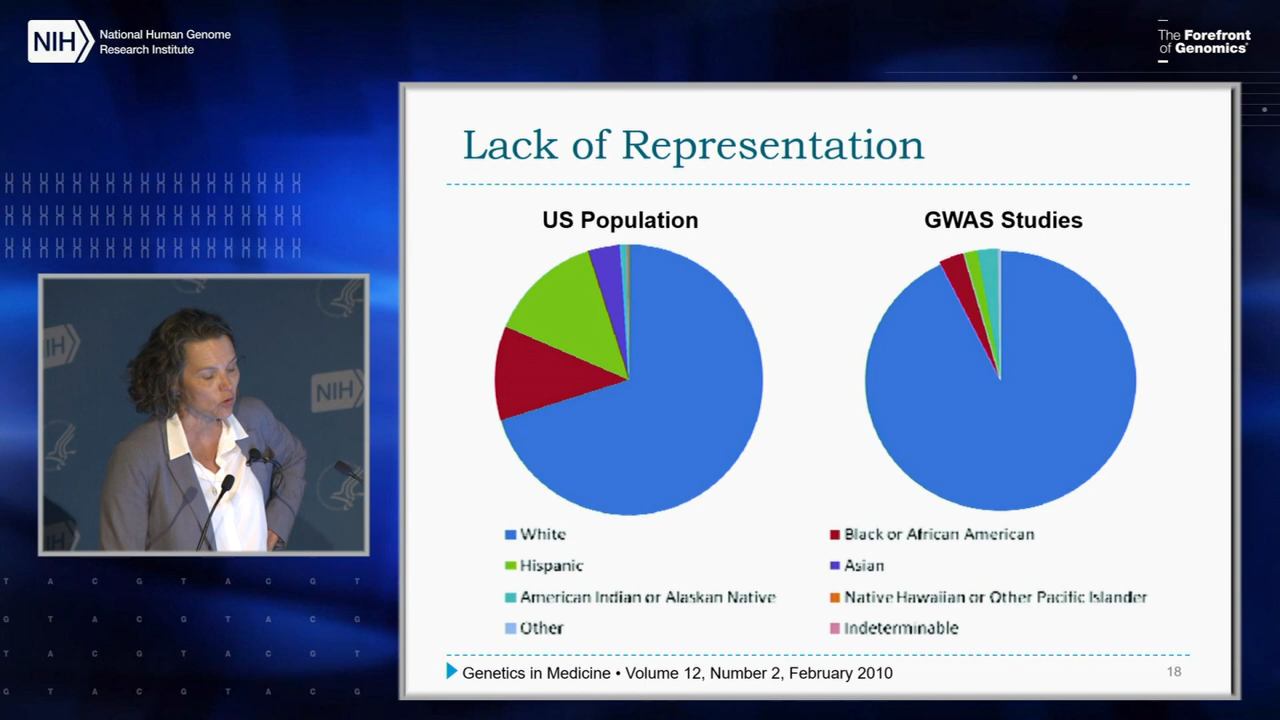 NIH
National Human Genome
Research Institute
The Forefront
of Genomics®
Lack of Representation
US Population
GWAS Studies
White
Black or African American
Hispanic
Asian
American Indian or Alaskan Native
Native Hawaiian or Other Pacific Islander
Other
Indeterminable
Genetics in Medicine • Volume 12, Number 2, February 2010
18
IH
NIH
T A C G T A C G T
G T A C G T A C G
T A C G T A C G T
G T A C G T A C G